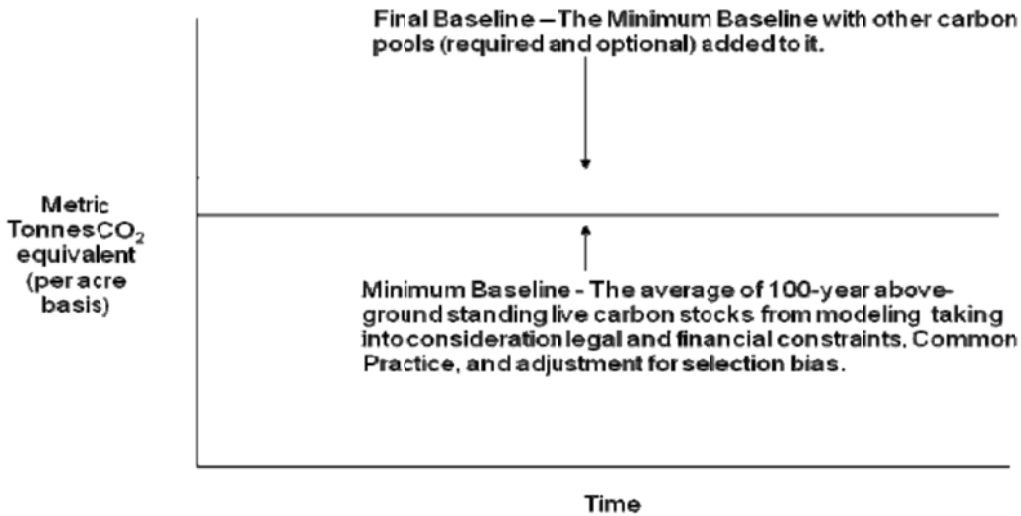 Final Baseline –The Minimum Baseline with other carbon
pools (required and optional) added to it.
Metric
Tonnes CO₂
equivalent
(per acre
basis)
Minimum Baseline - The average of 100-year above-
ground standing live carbon stocks from modeling taking
into consideration legal and financial constraints, Common
Practice, and adjustment for selection bias.
Time